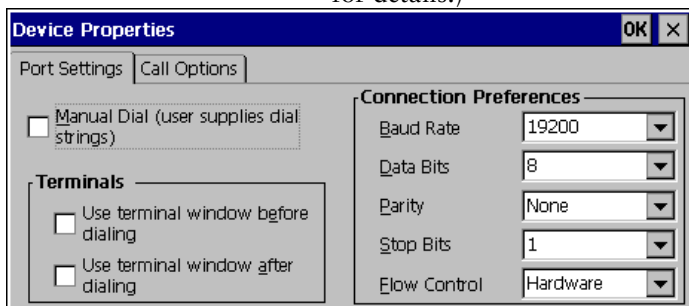 for details.)
Device Properties OK ×
Port Settings Call Options
Manual Dial (user supplies dial
strings)
Terminals
Use terminal window before
dialing
Use terminal window after
dialing
Connection Preferences
Baud Rate 19200
Data Bits 8
Parity None
Stop Bits 1
Flow Control Hardware